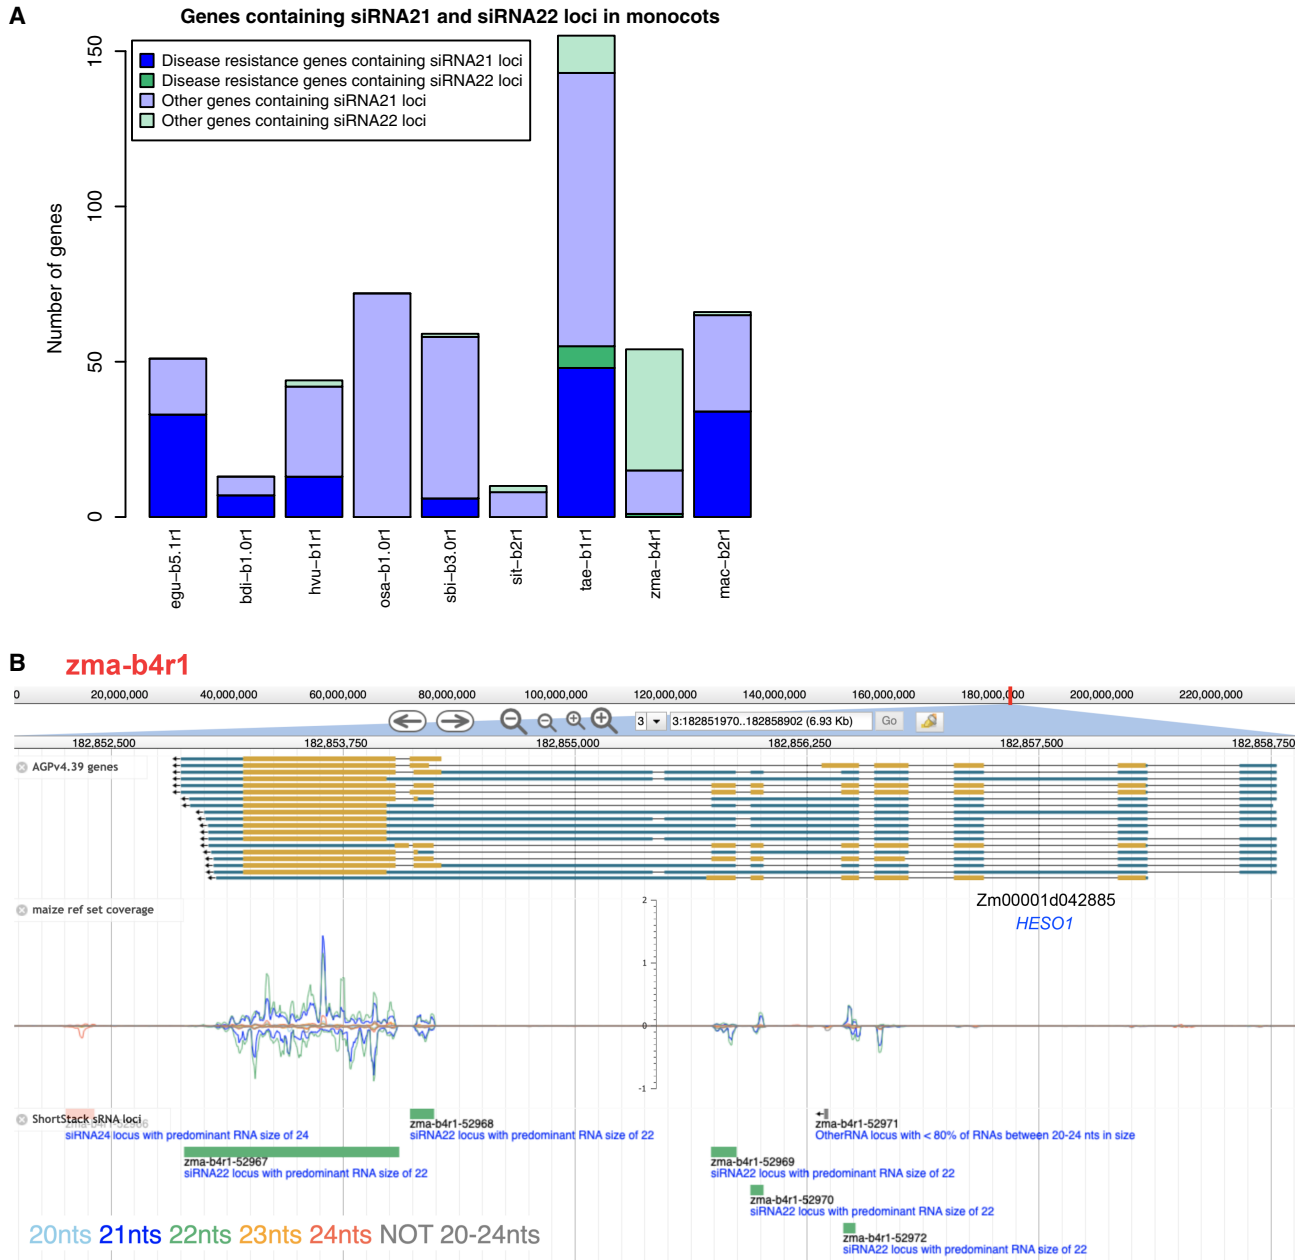 A
Genes containing siRNA21 and siRNA22 loci in monocots
Disease resistance genes containing siRNA21 loci
Disease resistance genes containing siRNA22 loci
Other genes containing siRNA21 loci
Other genes containing siRNA22 loci
Number of genes
150
100
50
0
egu−b5.1r1
bdi−b1.0r1
hvu−b1r1
osa−b1.0r1
sbi−b3.0r1
sit−b2r1
tae−b1r1
zma−b4r1
mac−b2r1
B
zma-b4r1
0 20,000,000 40,000,000 60,000,000 80,000,000 100,000,000 120,000,000 140,000,000 160,000,000 180,000,000 200,000,000 220,000,000
3 3:182851970..182858902 (6.93 Kb) Go
182,852,500 182,853,750 182,855,000 182,856,250 182,857,500 182,858,750
AGPv4.39 genes
Zm00001d042885
HESO1
maize ref set coverage
2
1
0
-1
ShortStack sRNA loci
zma-b4r1-52966
siRNA24 locus with predominant RNA size of 24
zma-b4r1-52968
siRNA22 locus with predominant RNA size of 22
zma-b4r1-52971
OtherRNA locus with < 80% of RNAs between 20-24 nts in size
zma-b4r1-52967
siRNA22 locus with predominant RNA size of 22
zma-b4r1-52969
siRNA22 locus with predominant RNA size of 22
zma-b4r1-52970
siRNA22 locus with predominant RNA size of 22
zma-b4r1-52972
siRNA22 locus with predominant RNA size of 22
20nts 21nts 22nts 23nts 24nts NOT 20-24nts